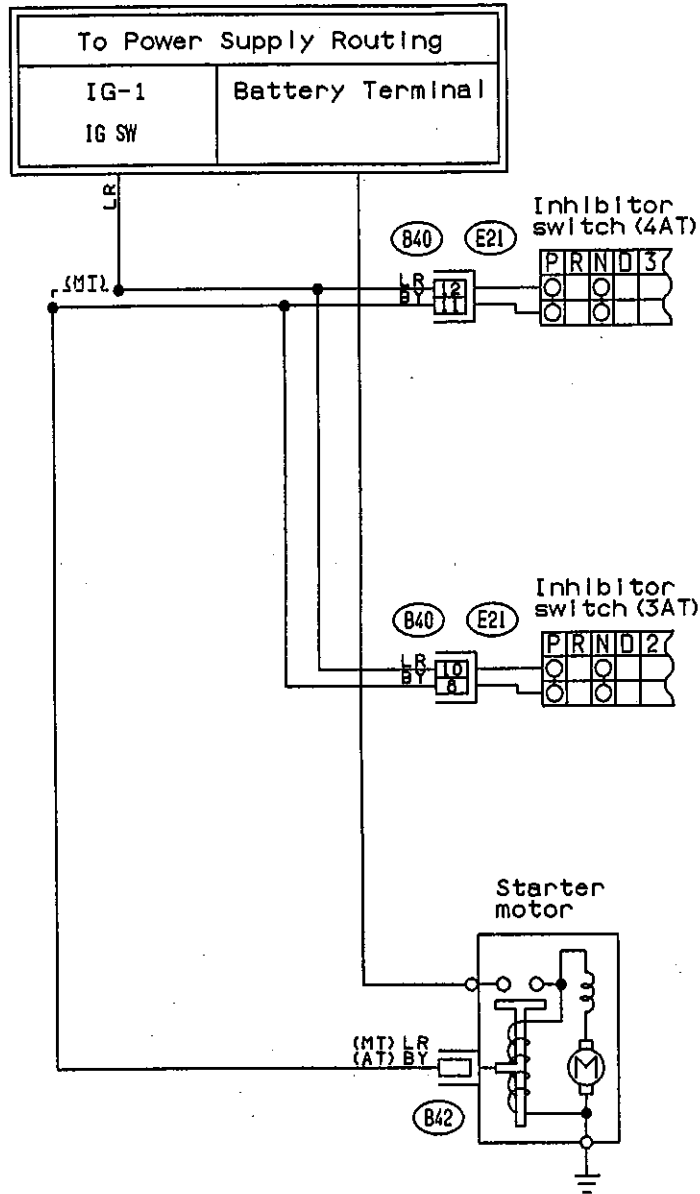 To Power Supply Routing
IG-1
IG SW
Battery Terminal
LR
(MT)
B40
E21
Inhibitor
switch (4AT)
LR
BY
12
11
P R N D 3
B40
E21
Inhibitor
switch (3AT)
LR
BY
10
8
P R N D 2
Starter
motor
(MT) LR
(AT) BY
M
B42